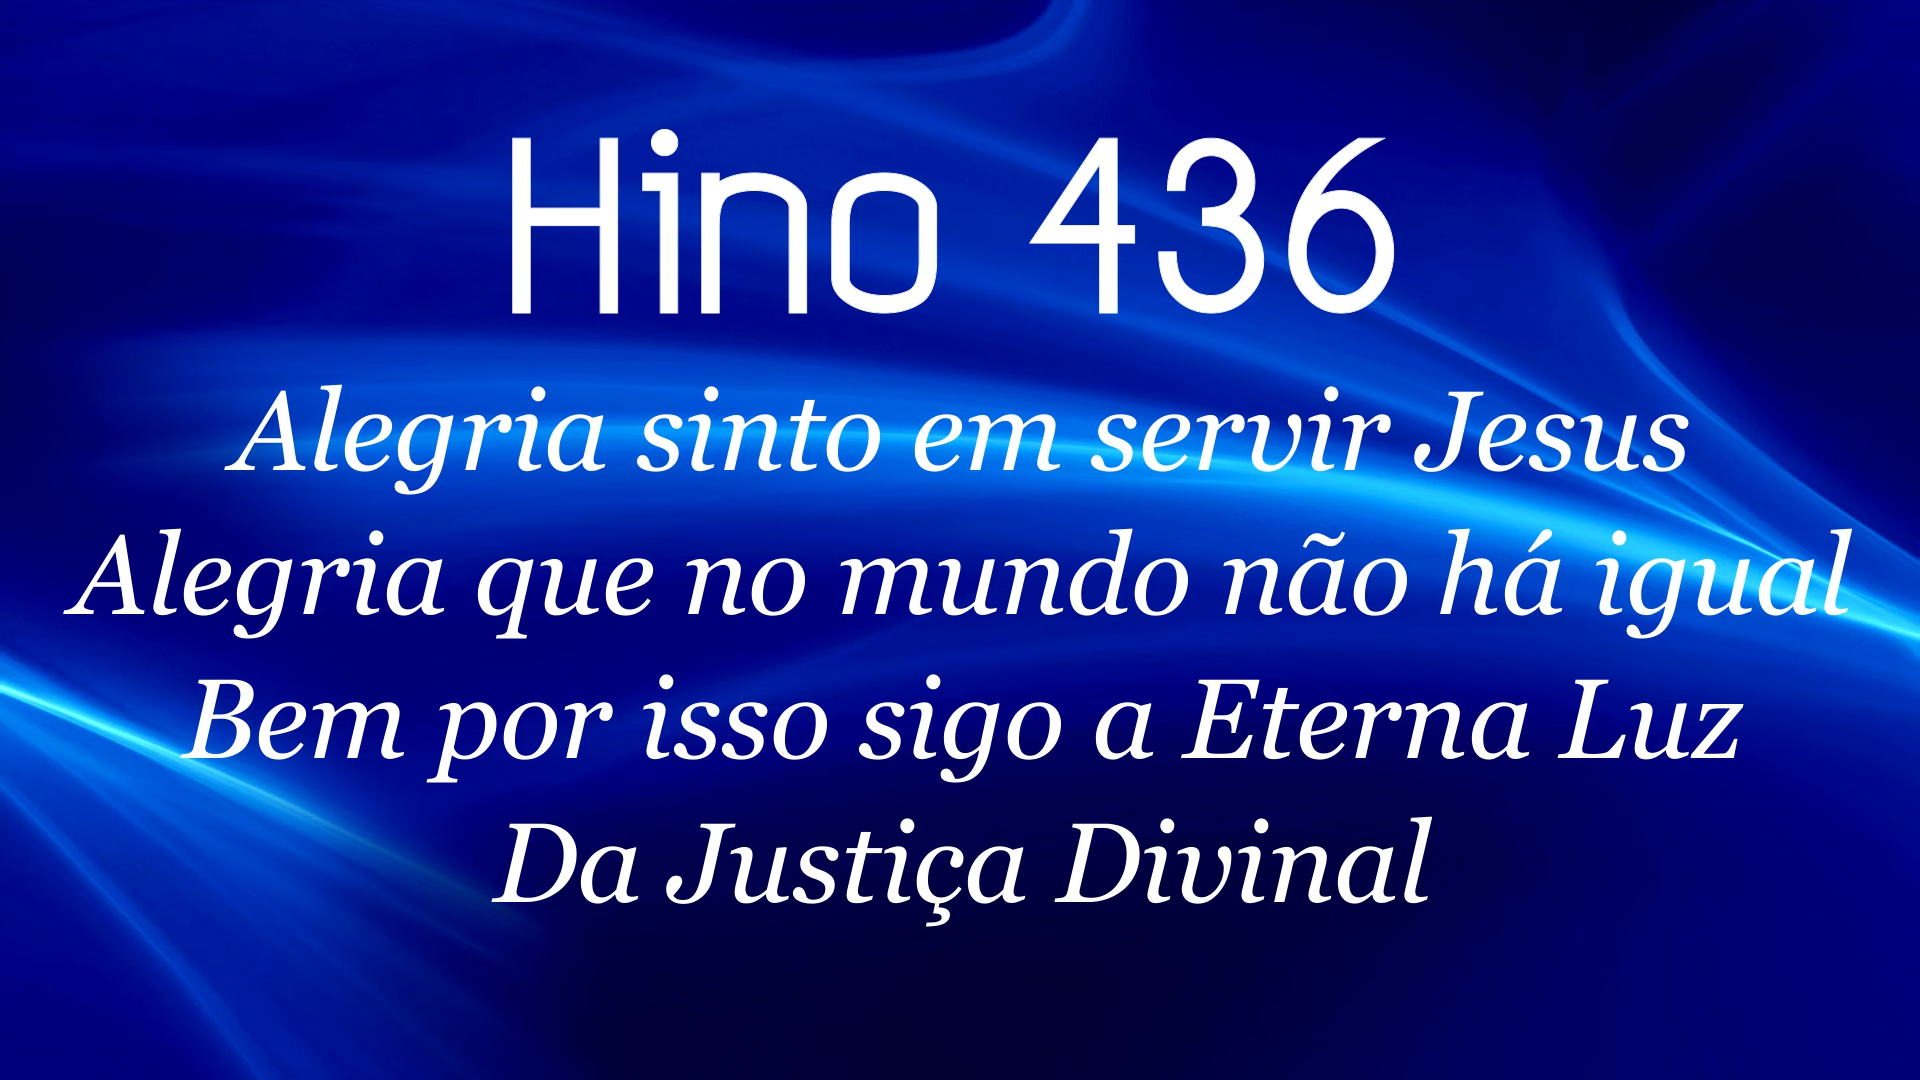 Hino 436
Alegria sinto em servir Jesus
Alegria que no mundo não há igual
Bem por isso sigo a Eterna Luz
Da Justiça Divinal